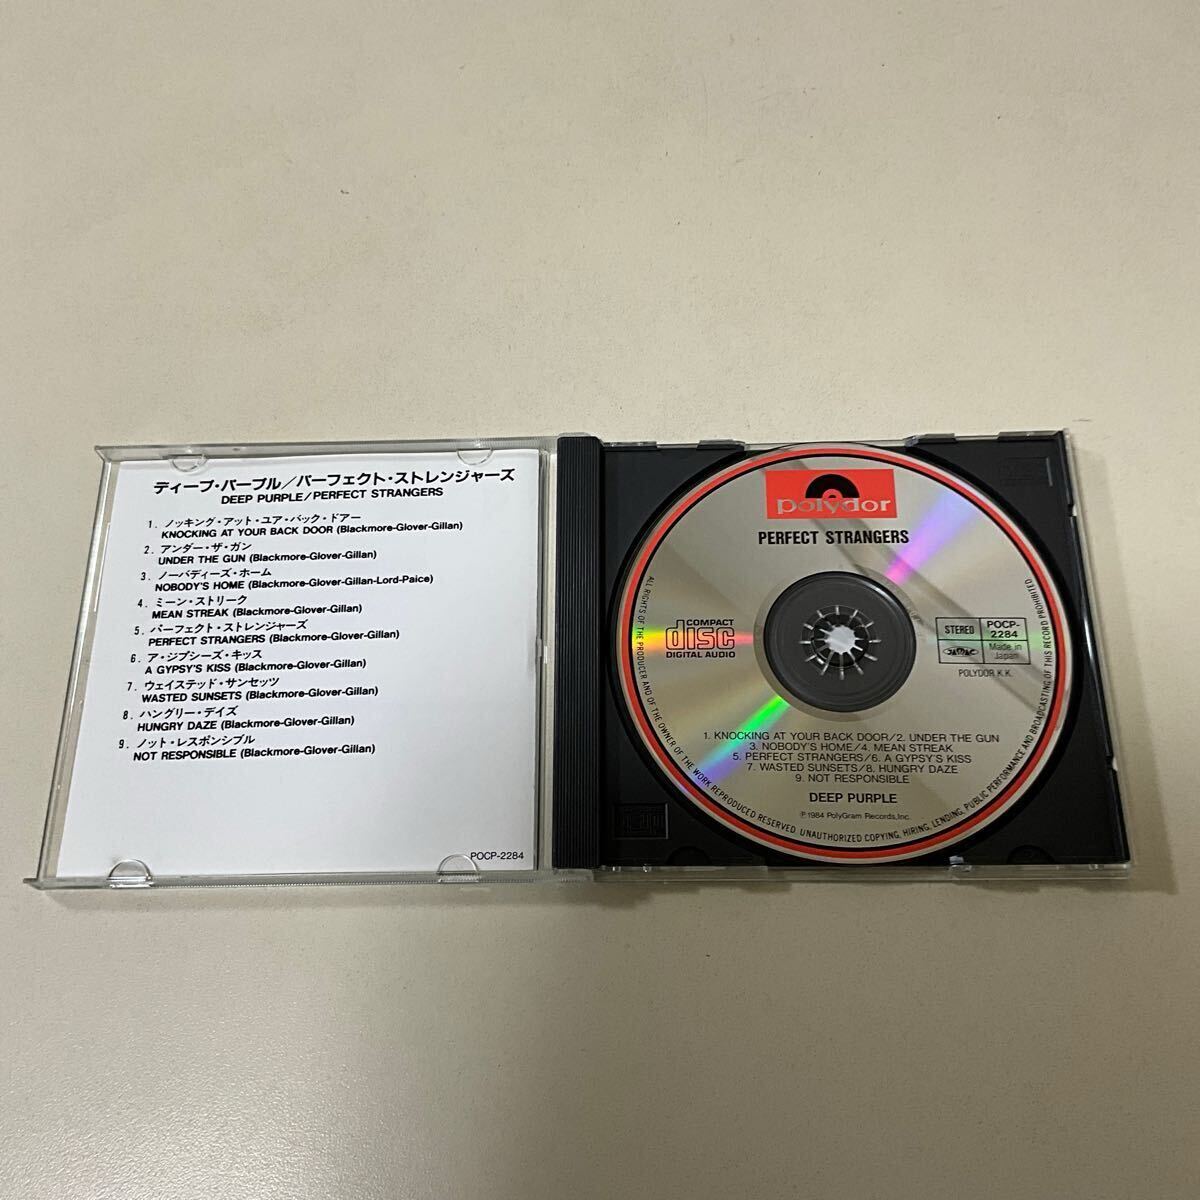 ディープ・パープル／パーフェクト・ストレンジャーズ
DEEP PURPLE/PERFECT STRANGERS
1. ノッキング・アット・ユア・バック・ドアー
KNOCKING AT YOUR BACK DOOR (Blackmore-Glover-Gillan)
2. アンダー・ザ・ガン
UNDER THE GUN (Blackmore-Glover-Gillan)
3. ノーバディーズ・ホーム
NOBODY'S HOME (Blackmore-Glover-Gillan-Lord-Paice)
4. ミーン・ストリーク
MEAN STREAK (Blackmore-Glover-Gillan)
5. パーフェクト・ストレンジャーズ
PERFECT STRANGERS (Blackmore-Glover-Gillan)
6. ア・ジプシーズ・キッス
A GYPSY'S KISS (Blackmore-Glover-Gillan)
7. ウェイステッド・サンセッツ
WASTED SUNSETS (Blackmore-Glover-Gillan)
8. ハングリー・デイズ
HUNGRY DAZE (Blackmore-Glover-Gillan)
9. ノット・レスポンシブル
NOT RESPONSIBLE (Blackmore-Glover-Gillan)
POCP-2284
polydor
PERFECT STRANGERS
COMPACT
disc
DIGITAL AUDIO
STEREO
POCP-
2284
JASRAC
Made in
Japan
POLYDOR K.K.
1. KNOCKING AT YOUR BACK DOOR/2. UNDER THE GUN
3. NOBODY'S HOME/4. MEAN STREAK
5. PERFECT STRANGERS/6. A GYPSY'S KISS
7. WASTED SUNSETS/8. HUNGRY DAZE
9. NOT RESPONSIBLE
DEEP PURPLE
Ⓟ1984 PolyGram Records,Inc.
ALL RIGHTS OF THE PRODUCER AND OF THE OWNER OF THE WORK REPRODUCED RESERVED. UNAUTHORIZED COPYING, HIRING, LENDING, PUBLIC PERFORMANCE AND BROADCASTING OF THIS RECORD PROHIBITED.